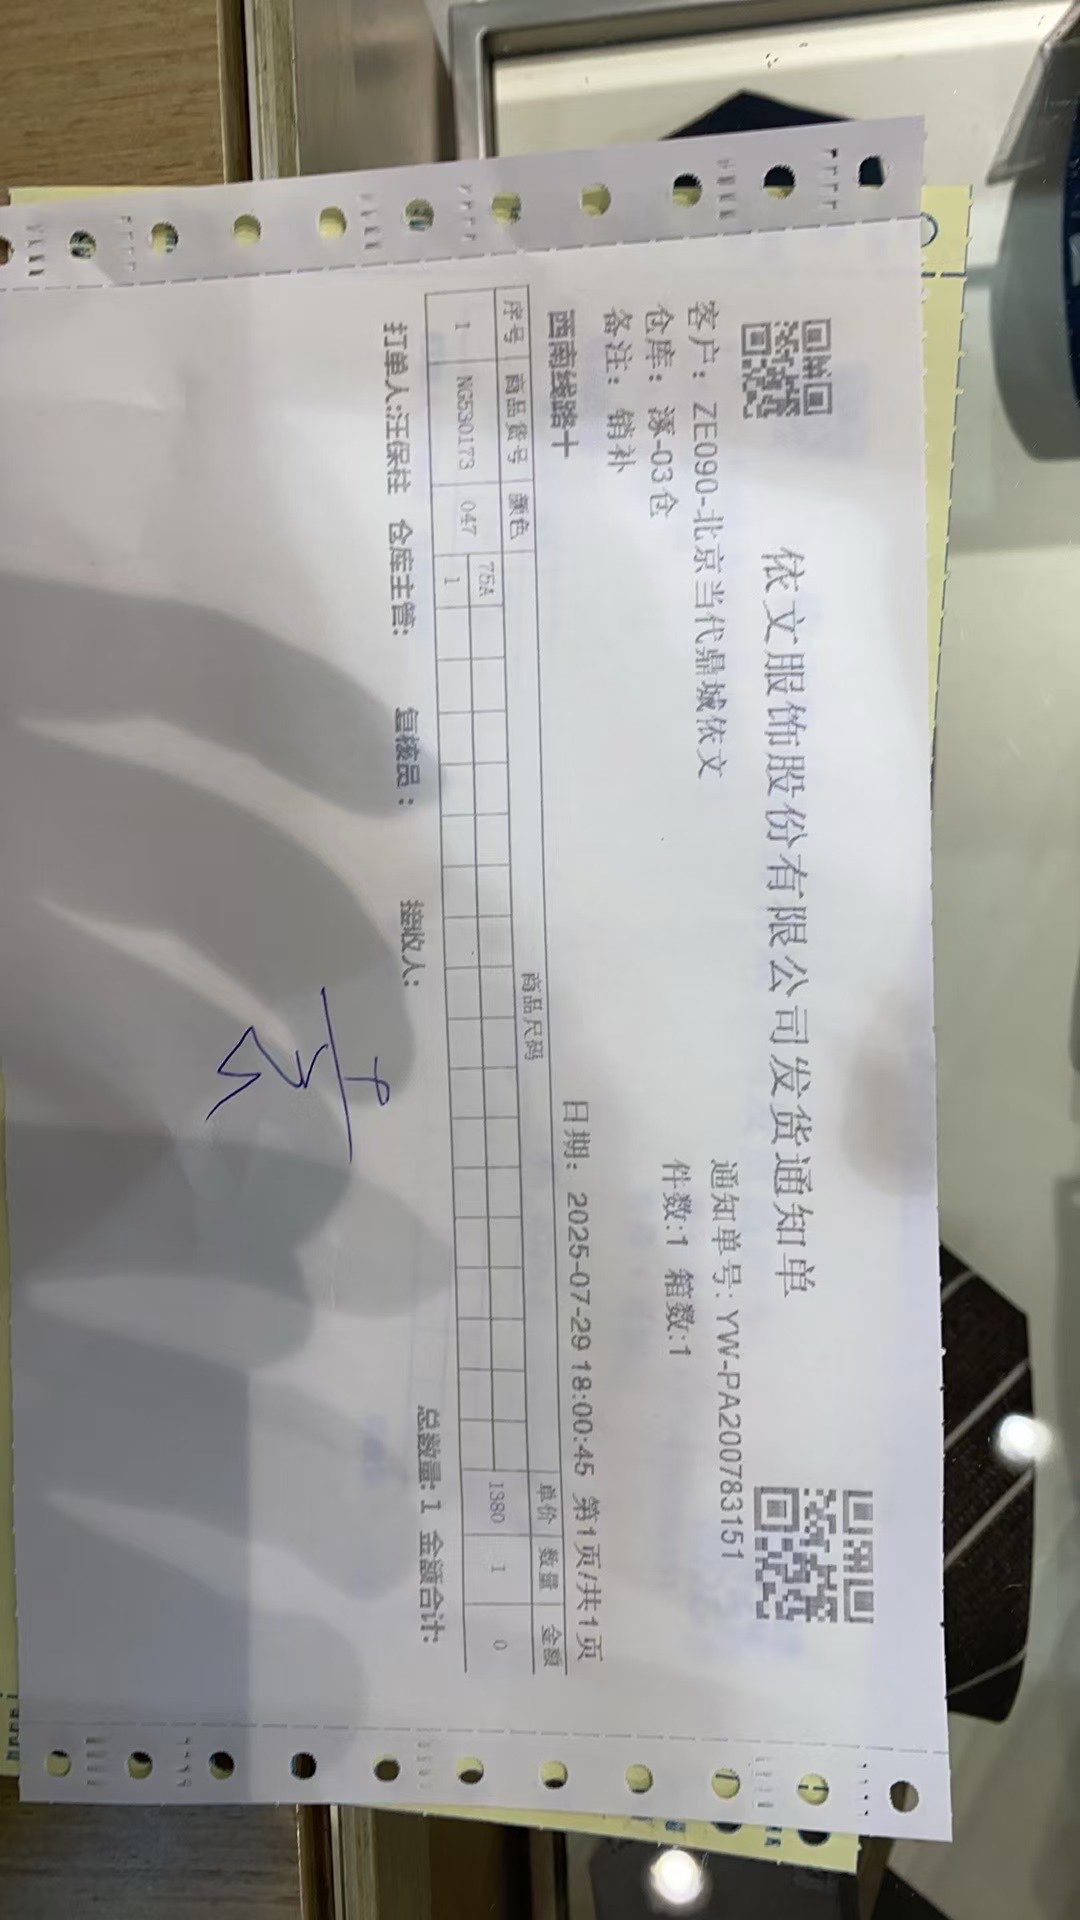 依文服饰股份有限公司发货通知单
客户：ZE090-北京当代鼎城依文 通知单号: YW-PA200783151
仓库：涿-03仓 件数:1 箱数:1
备注：销补
西南线路十 日期：2025-07-29 18:00:45 第1页/共1页
序号 商品货号 颜色 商品尺码 单价 数量 金额
75A
1 NG530173 047 1 1380 1 0
打单人:汪保柱 仓库主管: 复核员： 接收人: 总数量: 1 金额合计: